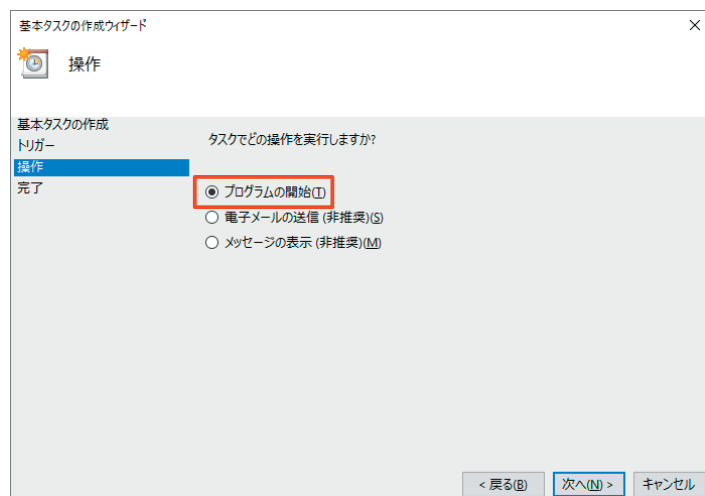 基本タスクの作成ウィザード
操作
基本タスクの作成
トリガー
操作
完了
タスクでどの操作を実行しますか?
プログラムの開始(T)
電子メールの送信 (非推奨)(S)
メッセージの表示 (非推奨)(M)
< 戻る(B)
次へ(N) >
キャンセル